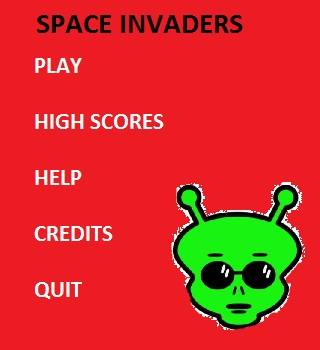 SPACE INVADERS
PLAY
HIGH SCORES
HELP
CREDITS
QUIT